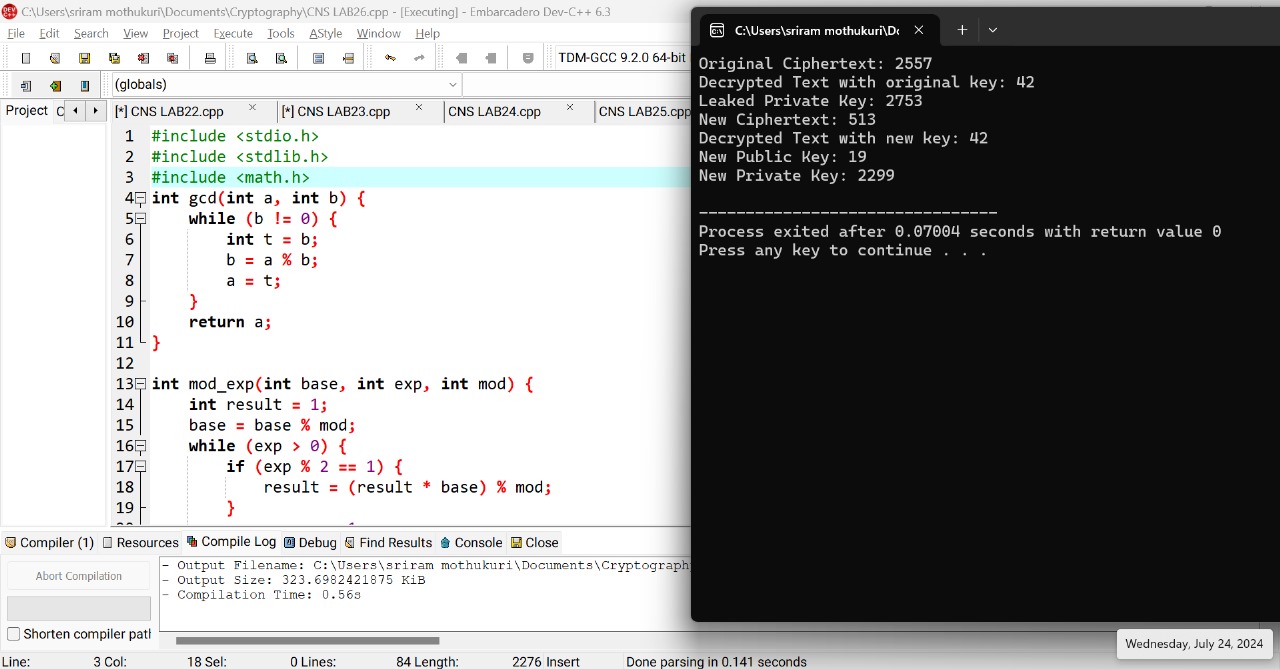 C:\Users\sriram mothukuri\Documents\Cryptography\CNS LAB26.cpp - [Executing] - Embarcadero Dev-C++ 6.3
File Edit Search View Project Execute Tools AStyle Window Help
TDM-GCC 9.2.0 64-bit
(globals)
Project C [*] CNS LAB22.cpp [*] CNS LAB23.cpp CNS LAB24.cpp CNS LAB25.cpp
1 #include <stdio.h>
2 #include <stdlib.h>
3 #include <math.h>
4 int gcd(int a, int b) {
5 while (b != 0) {
6 int t = b;
7 b = a % b;
8 a = t;
9 }
10 return a;
11 }
12
13 int mod_exp(int base, int exp, int mod) {
14 int result = 1;
15 base = base % mod;
16 while (exp > 0) {
17 if (exp % 2 == 1) {
18 result = (result * base) % mod;
19 }
Compiler (1) Resources Compile Log Debug Find Results Console Close
Abort Compilation
Shorten compiler path
- Output Filename: C:\Users\sriram mothukuri\Documents\Cryptography
- Output Size: 323.6982421875 KiB
- Compilation Time: 0.56s
Line: 3 Col: 18 Sel: 0 Lines: 84 Length: 2276 Insert Done parsing in 0.141 seconds
C:\Users\sriram mothukuri\Do
Original Ciphertext: 2557
Decrypted Text with original key: 42
Leaked Private Key: 2753
New Ciphertext: 513
Decrypted Text with new key: 42
New Public Key: 19
New Private Key: 2299
--------------------------------
Process exited after 0.07004 seconds with return value 0
Press any key to continue . . .
Wednesday, July 24, 2024